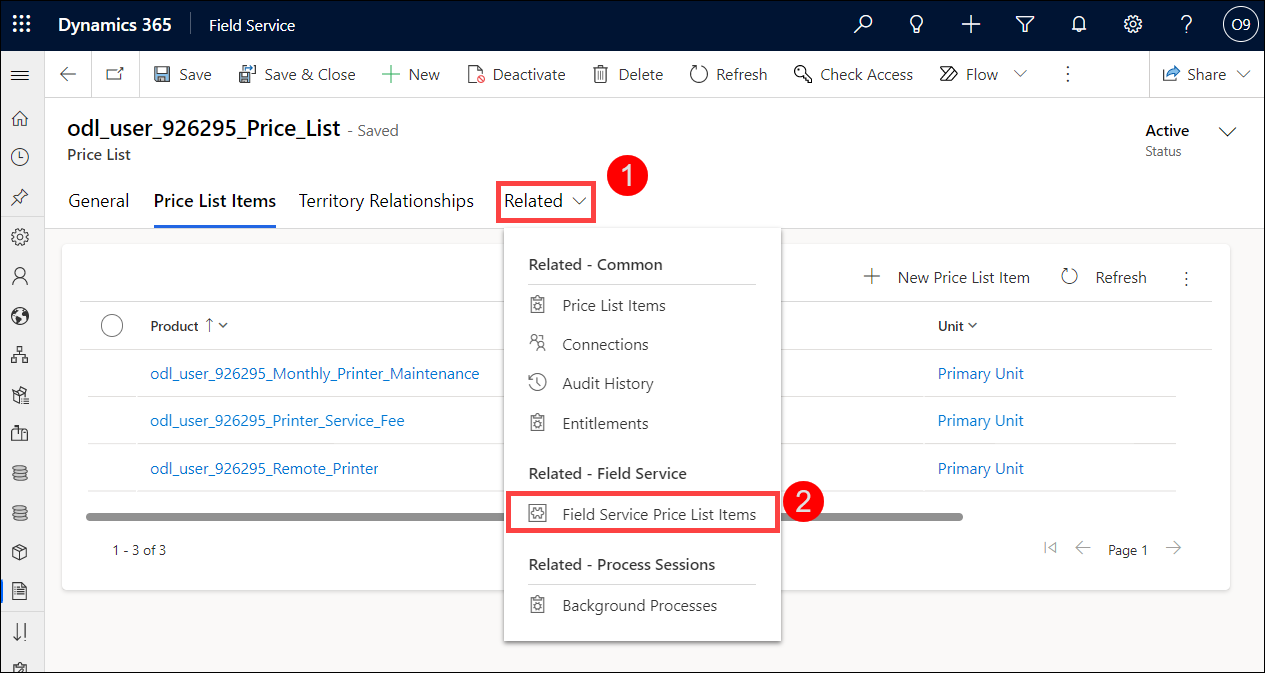 Dynamics 365 Field Service O9
Save Save & Close New Deactivate Delete Refresh Check Access Flow Share
odl_user_926295_Price_List - Saved
Price List
Active
Status
General Price List Items Territory Relationships Related 1
Related - Common
Price List Items
Connections
Audit History
Entitlements
Related - Field Service
Field Service Price List Items 2
Related - Process Sessions
Background Processes
New Price List Item Refresh
Product Unit
odl_user_926295_Monthly_Printer_Maintenance Primary Unit
odl_user_926295_Printer_Service_Fee Primary Unit
odl_user_926295_Remote_Printer Primary Unit
1 - 3 of 3 Page 1